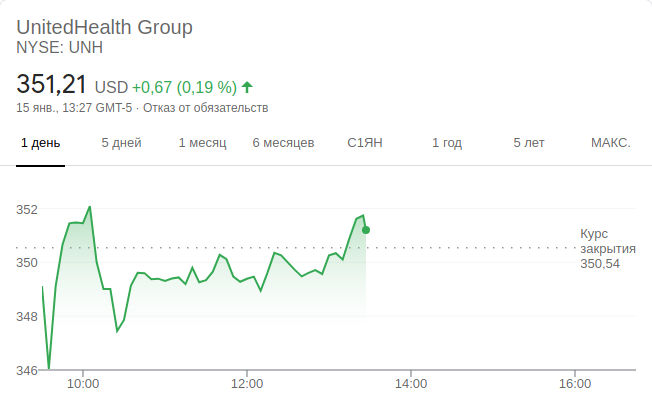 UnitedHealth Group
NYSE: UNH
351,21 USD +0,67 (0,19 %)
15 янв., 13:27 GMT-5 · Отказ от обязательств
1 день 5 дней 1 месяц 6 месяцев С1ЯН 1 год 5 лет МАКС.
352
350
348
346
Курс
закрытия
350,54
10:00 12:00 14:00 16:00